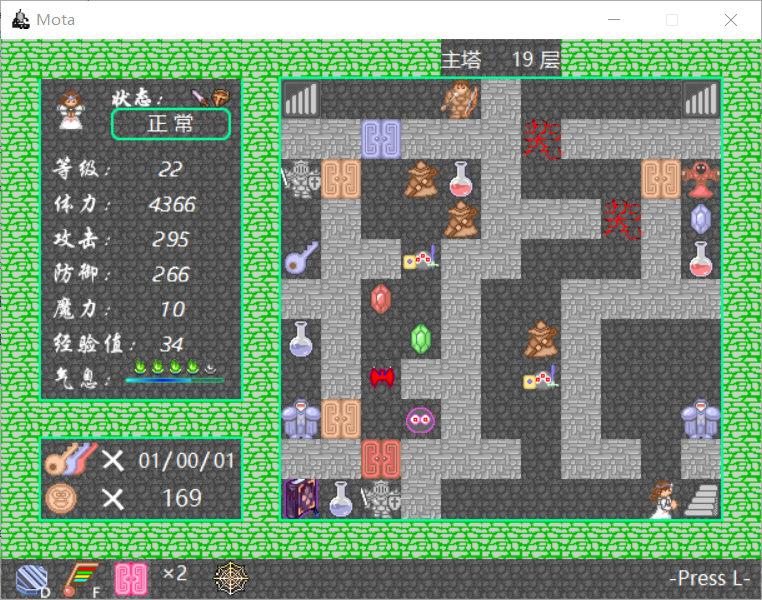 Mota
主塔 19 层
状态:
正常
等级: 22
体力: 4366
攻击: 295
防御: 266
魔力: 10
经验值: 34
气息:
01/00/01
169
D F ×2 -Press L-